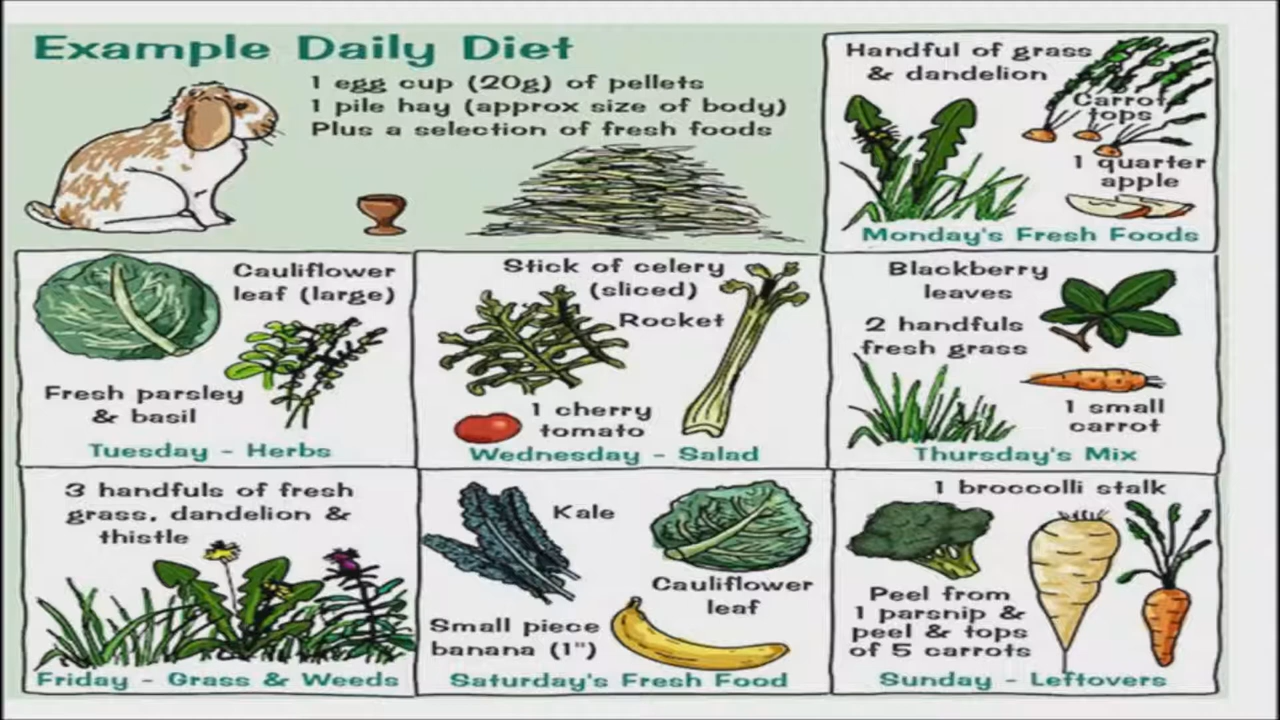 Example Daily Diet
1 egg cup (20g) of pellets
1 pile hay (approx size of body)
Plus a selection of fresh foods
Handful of grass
& dandelion
Carrot
tops
1 quarter
apple
Monday's Fresh Foods
Cauliflower
leaf (large)
Fresh parsley
& basil
Tuesday - Herbs
Stick of celery
(sliced)
Rocket
1 cherry
tomato
Wednesday - Salad
Blackberry
leaves
2 handfuls
fresh grass
1 small
carrot
Thursday's Mix
3 handfuls of fresh
grass, dandelion &
thistle
Friday - Grass & Weeds
Kale
Cauliflower
leaf
Small piece
banana (1")
Saturday's Fresh Food
1 broccolli stalk
Peel from
1 parsnip &
peel & tops
of 5 carrots
Sunday - Leftovers